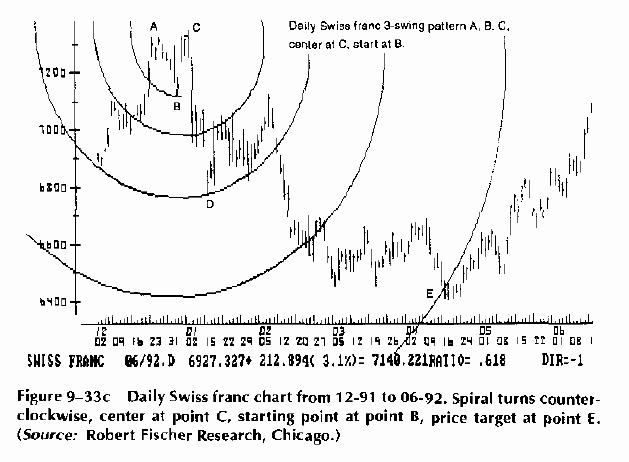 Daily Swiss franc 3-swing pattern A, B, C,
center at C, start at B.
A
C
B
D
E
7200
7000
6800
6600
6400
12 01 02 03 04 05 06
02 09 16 23 31 02 15 22 29 05 12 20 27 05 12 19 26 02 09 16 24 01 08 15 22 01 08 1
SWISS FRANC 06/92.D 6927.327+ 212.894( 3.1%)= 7140.221RATIO= .618 DIR=-1
Figure 9–33c Daily Swiss franc chart from 12-91 to 06-92. Spiral turns counter-
clockwise, center at point C, starting point at point B, price target at point E.
(Source: Robert Fischer Research, Chicago.)